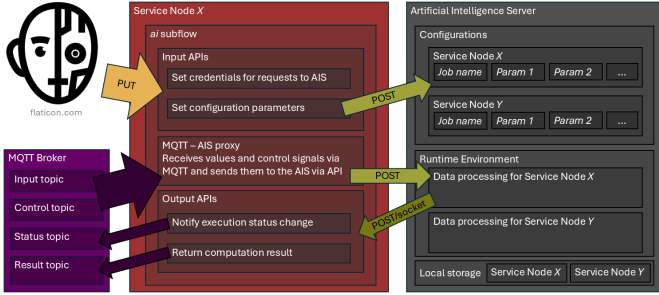 flaticon.com
PUT
MQTT Broker
Input topic
Control topic
Status topic
Result topic
Service Node X
ai subflow
Input APIs
Set credentials for requests to AIS
Set configuration parameters
MQTT – AIS proxy
Receives values and control signals via
MQTT and sends them to the AIS via API
Output APIs
Notify execution status change
Return computation result
POST
POST
POST/socket
Artificial Intelligence Server
Configurations
Service Node X
Job name Param 1 Param 2 ...
Service Node Y
Job name Param 1 Param 2 ...
Runtime Environment
Data processing for Service Node X
Data processing for Service Node Y
Local storage Service Node X Service Node Y